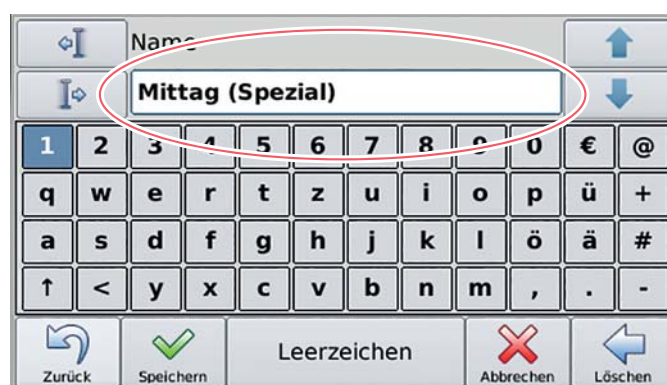 Name
Mittag (Spezial)
1 2 3 4 5 6 7 8 9 0 € @
q w e r t z u i o p ü +
a s d f g h j k l ö ä #
↑ < y x c v b n m , . -
Zurück Speichern Leerzeichen Abbrechen Löschen